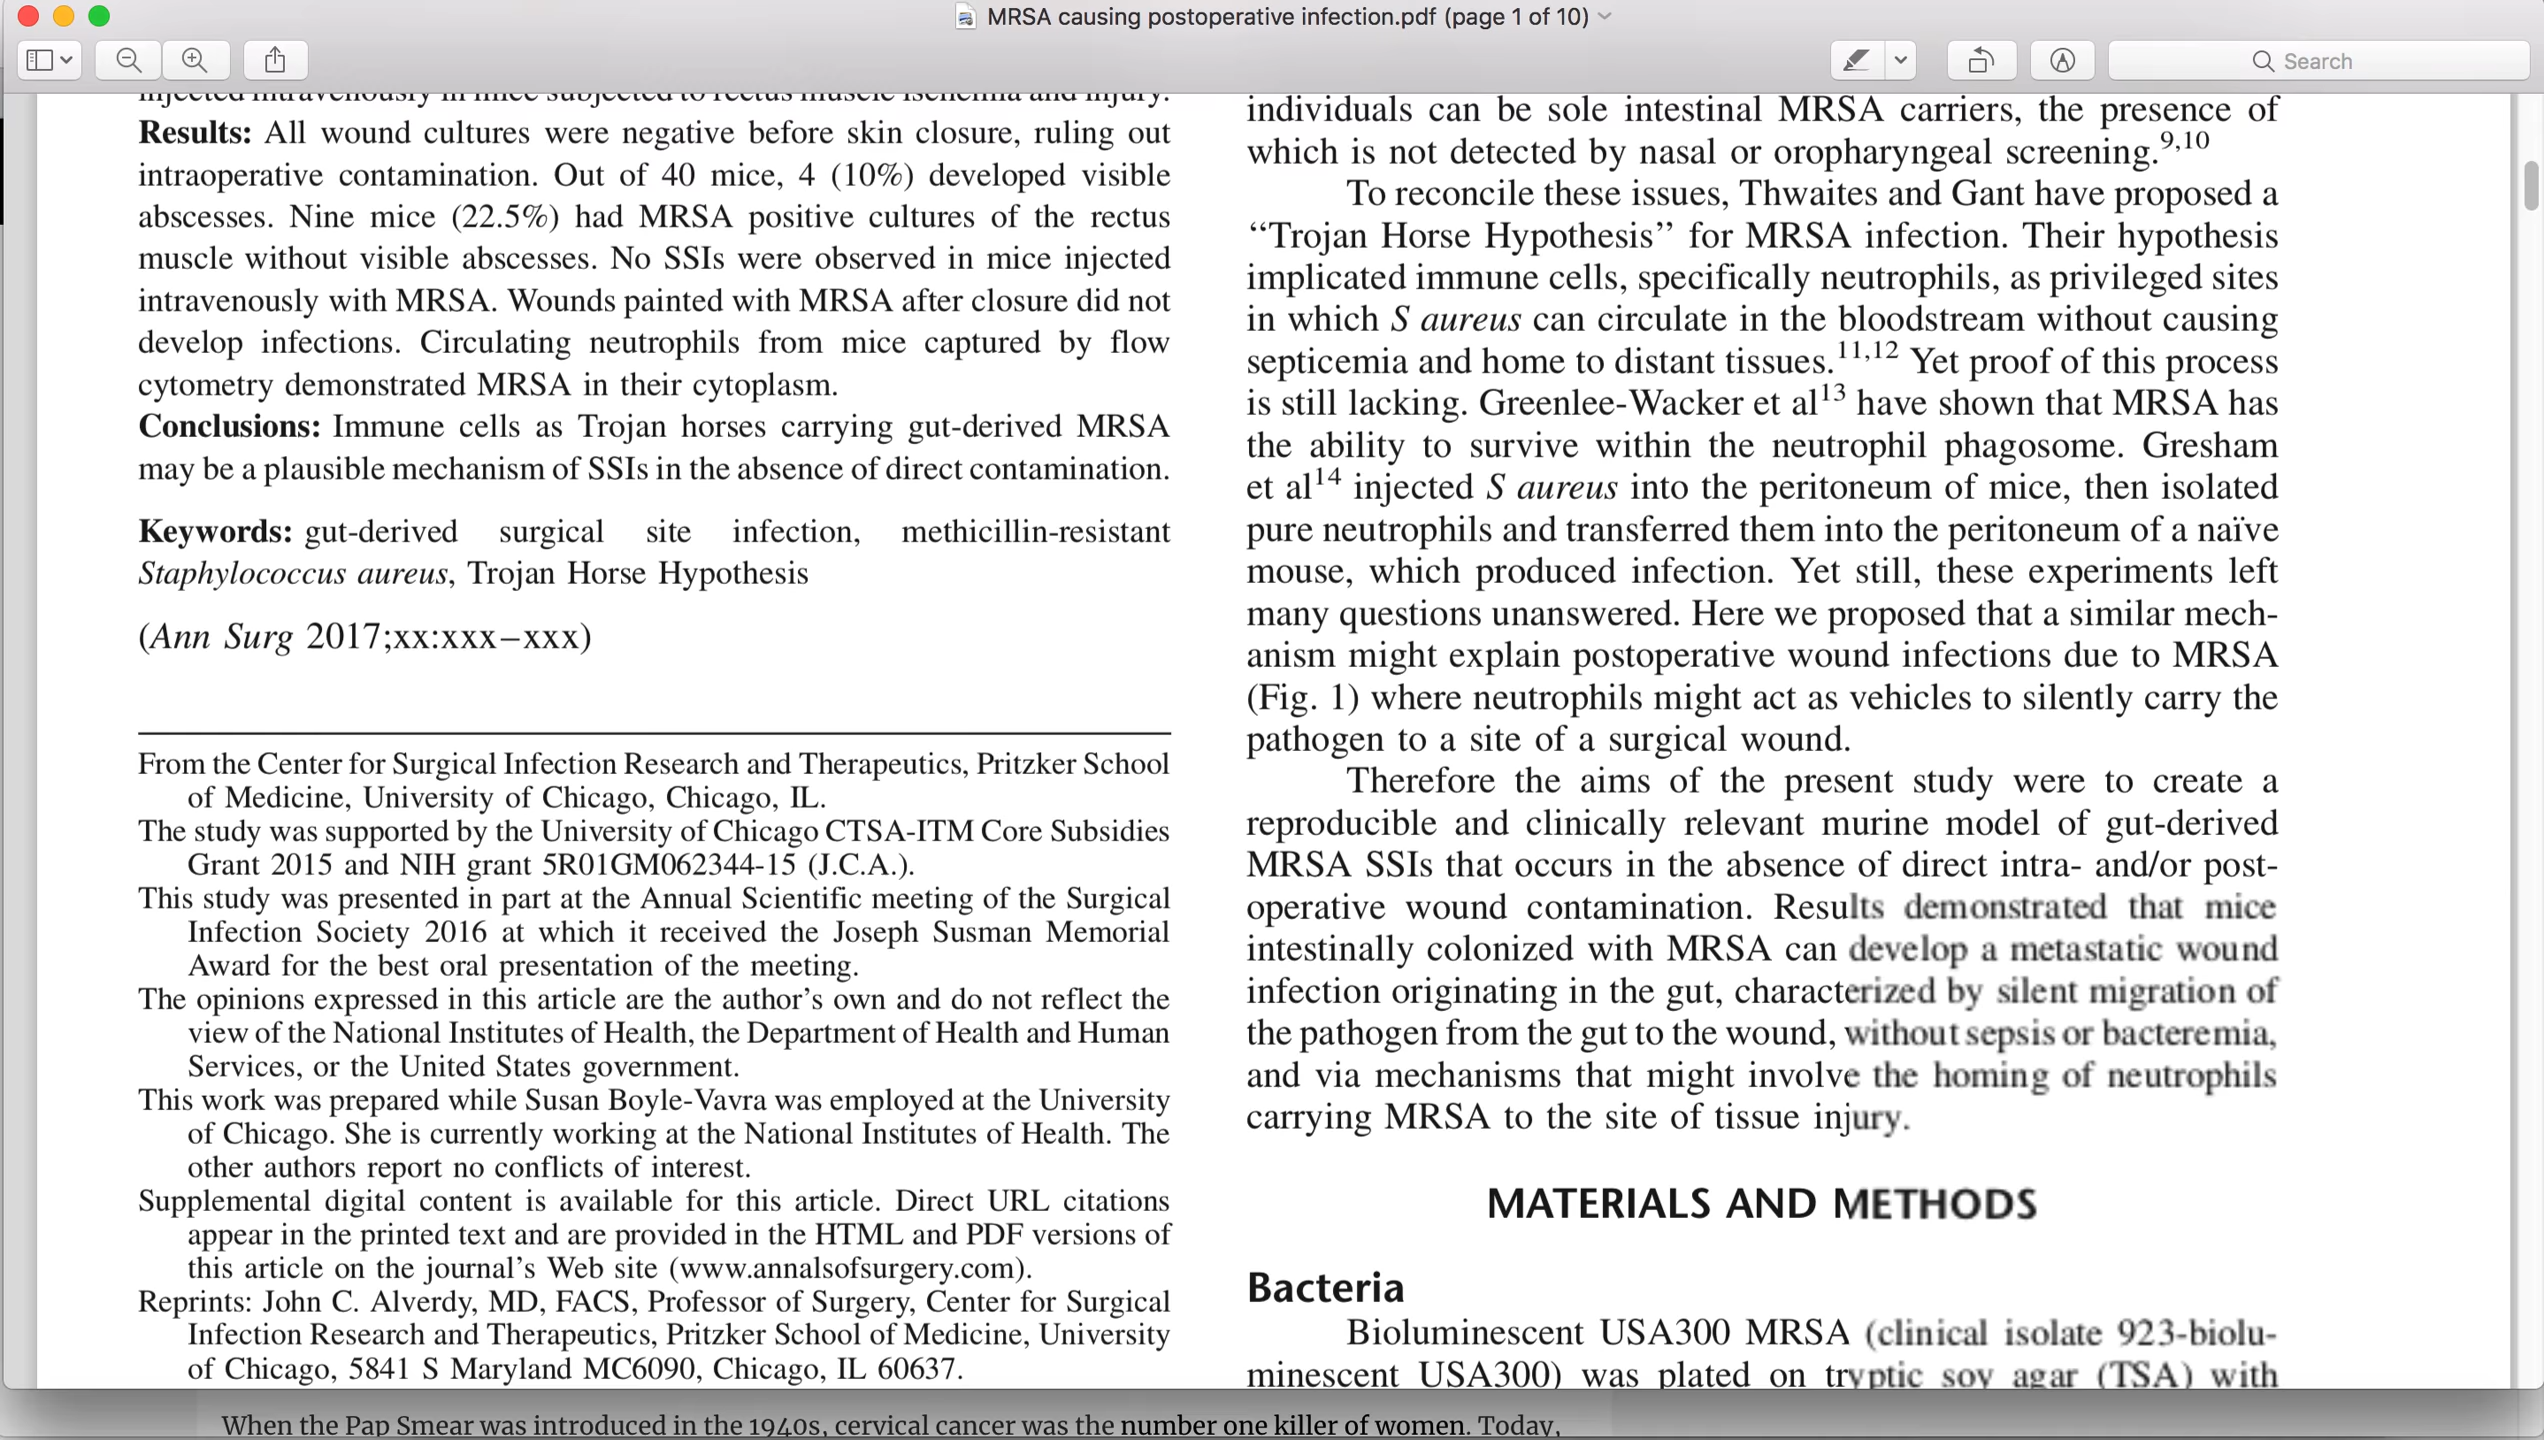 MRSA causing postoperative infection.pdf (page 1 of 10)
Search
injected intravenously in mice subjected to rectus muscle ischemia and injury.
Results: All wound cultures were negative before skin closure, ruling out
intraoperative contamination. Out of 40 mice, 4 (10%) developed visible
abscesses. Nine mice (22.5%) had MRSA positive cultures of the rectus
muscle without visible abscesses. No SSIs were observed in mice injected
intravenously with MRSA. Wounds painted with MRSA after closure did not
develop infections. Circulating neutrophils from mice captured by flow
cytometry demonstrated MRSA in their cytoplasm.
Conclusions: Immune cells as Trojan horses carrying gut-derived MRSA
may be a plausible mechanism of SSIs in the absence of direct contamination.
Keywords: gut-derived surgical site infection, methicillin-resistant
Staphylococcus aureus, Trojan Horse Hypothesis
(Ann Surg 2017;xx:xxx–xxx)
From the Center for Surgical Infection Research and Therapeutics, Pritzker School
of Medicine, University of Chicago, Chicago, IL.
The study was supported by the University of Chicago CTSA-ITM Core Subsidies
Grant 2015 and NIH grant 5R01GM062344-15 (J.C.A.).
This study was presented in part at the Annual Scientific meeting of the Surgical
Infection Society 2016 at which it received the Joseph Susman Memorial
Award for the best oral presentation of the meeting.
The opinions expressed in this article are the author's own and do not reflect the
view of the National Institutes of Health, the Department of Health and Human
Services, or the United States government.
This work was prepared while Susan Boyle-Vavra was employed at the University
of Chicago. She is currently working at the National Institutes of Health. The
other authors report no conflicts of interest.
Supplemental digital content is available for this article. Direct URL citations
appear in the printed text and are provided in the HTML and PDF versions of
this article on the journal's Web site (www.annalsofsurgery.com).
Reprints: John C. Alverdy, MD, FACS, Professor of Surgery, Center for Surgical
Infection Research and Therapeutics, Pritzker School of Medicine, University
of Chicago, 5841 S Maryland MC6090, Chicago, IL 60637.
individuals can be sole intestinal MRSA carriers, the presence of
which is not detected by nasal or oropharyngeal screening.9,10
To reconcile these issues, Thwaites and Gant have proposed a
“Trojan Horse Hypothesis” for MRSA infection. Their hypothesis
implicated immune cells, specifically neutrophils, as privileged sites
in which S aureus can circulate in the bloodstream without causing
septicemia and home to distant tissues.11,12 Yet proof of this process
is still lacking. Greenlee-Wacker et al13 have shown that MRSA has
the ability to survive within the neutrophil phagosome. Gresham
et al14 injected S aureus into the peritoneum of mice, then isolated
pure neutrophils and transferred them into the peritoneum of a naïve
mouse, which produced infection. Yet still, these experiments left
many questions unanswered. Here we proposed that a similar mech-
anism might explain postoperative wound infections due to MRSA
(Fig. 1) where neutrophils might act as vehicles to silently carry the
pathogen to a site of a surgical wound.
Therefore the aims of the present study were to create a
reproducible and clinically relevant murine model of gut-derived
MRSA SSIs that occurs in the absence of direct intra- and/or post-
operative wound contamination. Results demonstrated that mice
intestinally colonized with MRSA can develop a metastatic wound
infection originating in the gut, characterized by silent migration of
the pathogen from the gut to the wound, without sepsis or bacteremia,
and via mechanisms that might involve the homing of neutrophils
carrying MRSA to the site of tissue injury.
MATERIALS AND METHODS
Bacteria
Bioluminescent USA300 MRSA (clinical isolate 923-biolu-
minescent USA300) was plated on tryptic soy agar (TSA) with
When the Pap Smear was introduced in the 1940s, cervical cancer was the number one killer of women. Today,